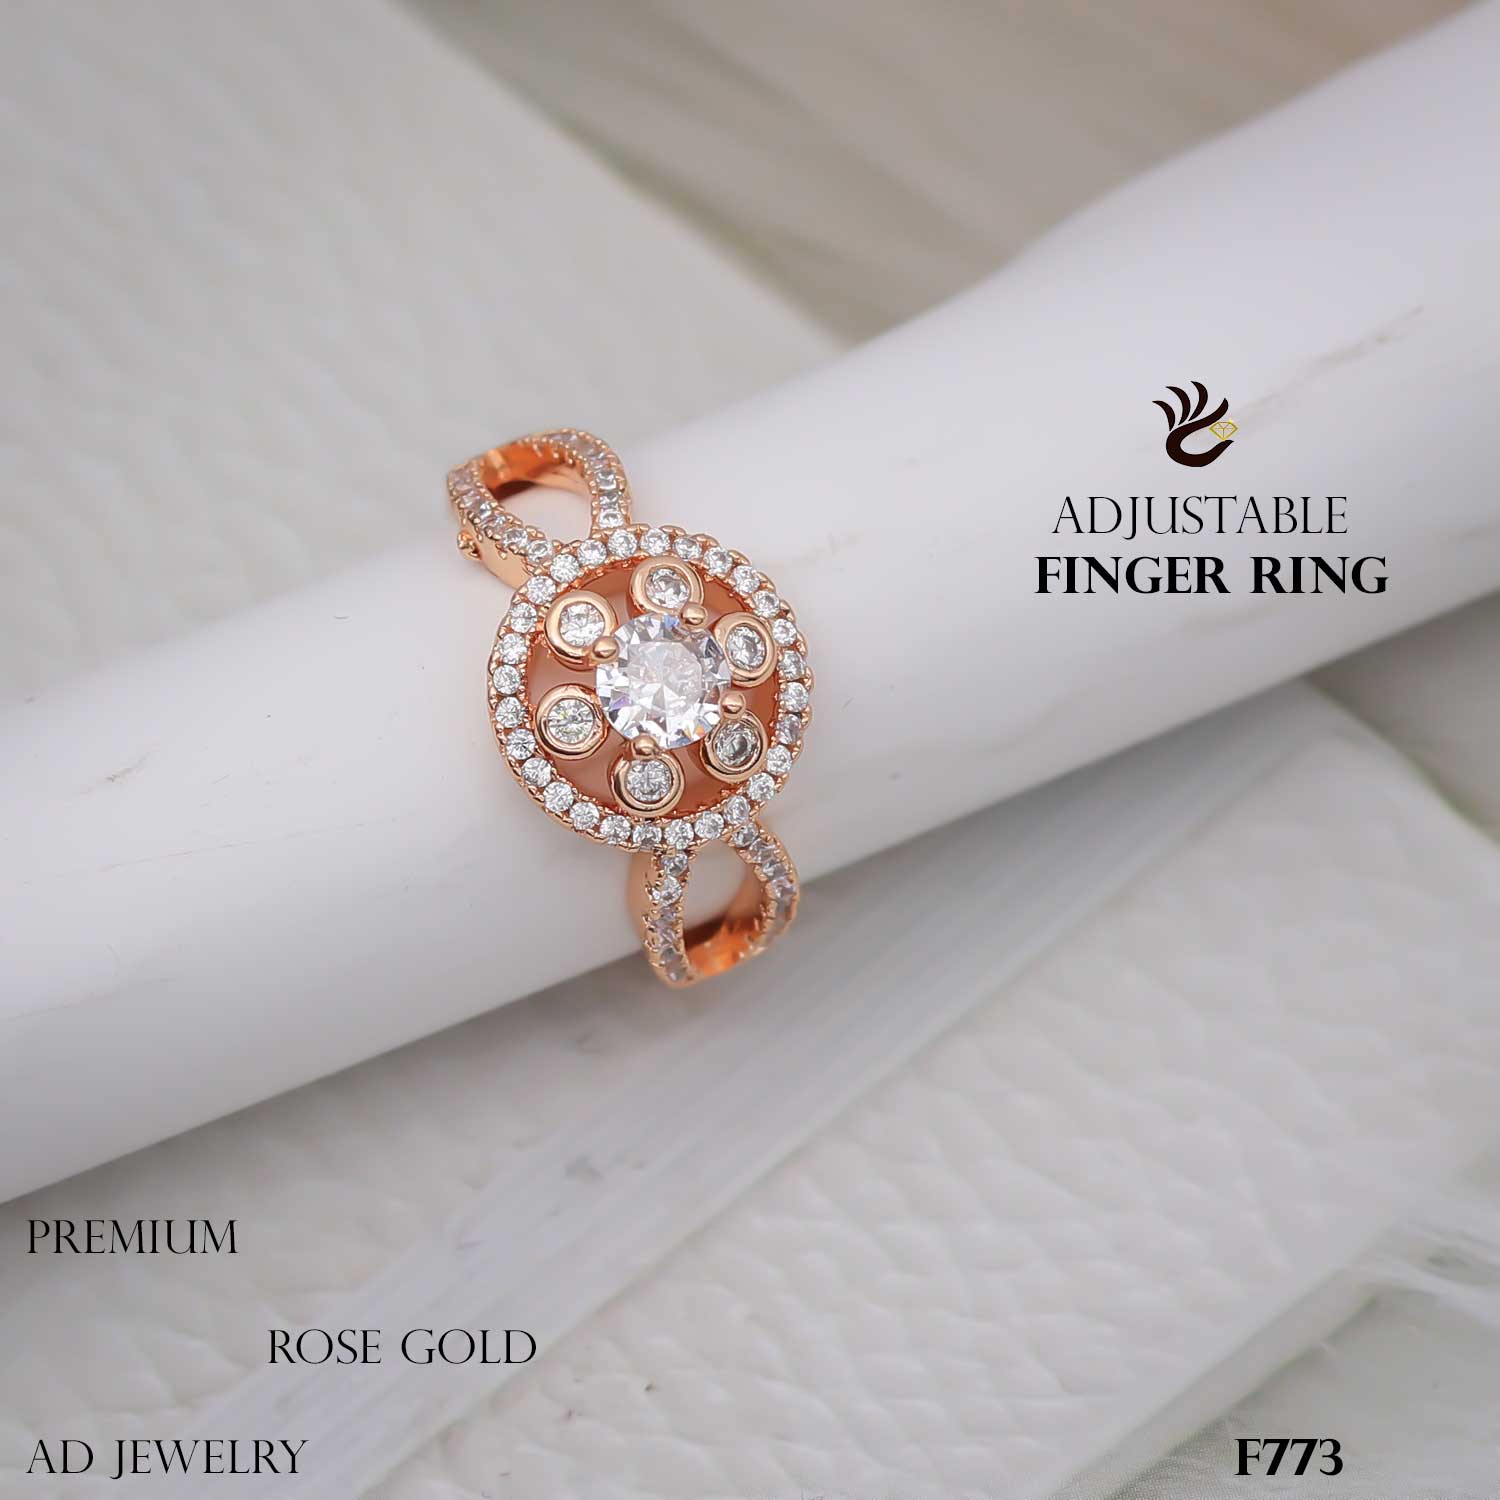 ADJUSTABLE
FINGER RING
PREMIUM
ROSE GOLD
AD JEWELRY
F773